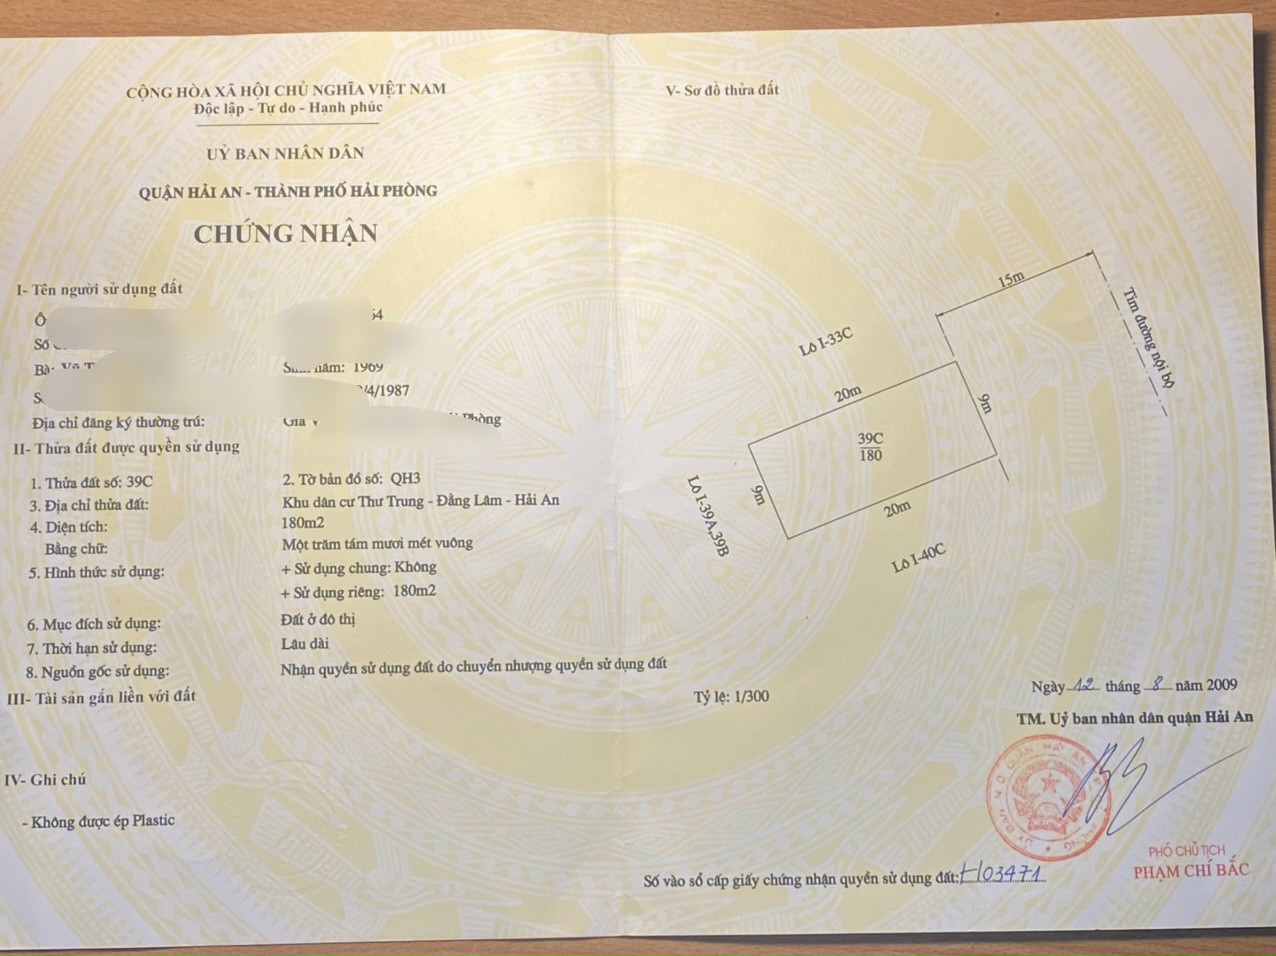 CỘNG HÒA XÃ HỘI CHỦ NGHĨA VIỆT NAM
Độc lập - Tự do - Hạnh phúc
UỶ BAN NHÂN DÂN
QUẬN HẢI AN - THÀNH PHỐ HẢI PHÒNG
CHỨNG NHẬN
I- Tên người sử dụng đất
Số
năm: 1969
/4/1987
Địa chỉ đăng ký thường trú:
Phòng
II- Thửa đất được quyền sử dụng
1. Thửa đất số: 39C 2. Tờ bản đồ số: QH3
3. Địa chỉ thửa đất: Khu dân cư Thư Trung - Đằng Lâm - Hải An
4. Diện tích: 180m2
Bằng chữ: Một trăm tám mươi mét vuông
5. Hình thức sử dụng: + Sử dụng chung: Không
+ Sử dụng riêng: 180m2
6. Mục đích sử dụng: Đất ở đô thị
7. Thời hạn sử dụng: Lâu dài
8. Nguồn gốc sử dụng: Nhận quyền sử dụng đất do chuyển nhượng quyền sử dụng đất
III- Tài sản gắn liền với đất
IV- Ghi chú
- Không được ép Plastic
V- Sơ đồ thửa đất
15m
Tim đường nội bộ
Lô I-33C
20m
9m
39C
180
9m
20m
Lô I-39A,39B
Lô I-40C
Tỷ lệ: 1/300
Ngày 12 tháng 8 năm 2009
TM. Uỷ ban nhân dân quận Hải An
PHÓ CHỦ TỊCH
PHẠM CHÍ BẮC
Số vào sổ cấp giấy chứng nhận quyền sử dụng đất: H03471